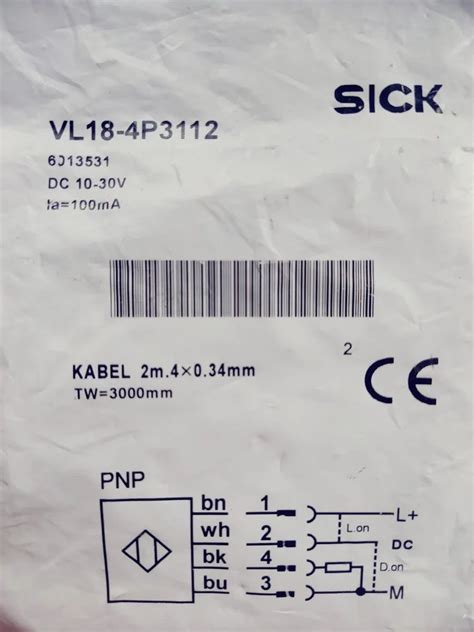 SICK
VL18-4P3112
6013531
DC 10-30V
Ia=100mA
KABEL 2m.4×0.34mm
2
TW=3000mm
CE
PNP
bn 1 L+
L.on
wh 2 DC
bk 4 D.on
bu 3 M